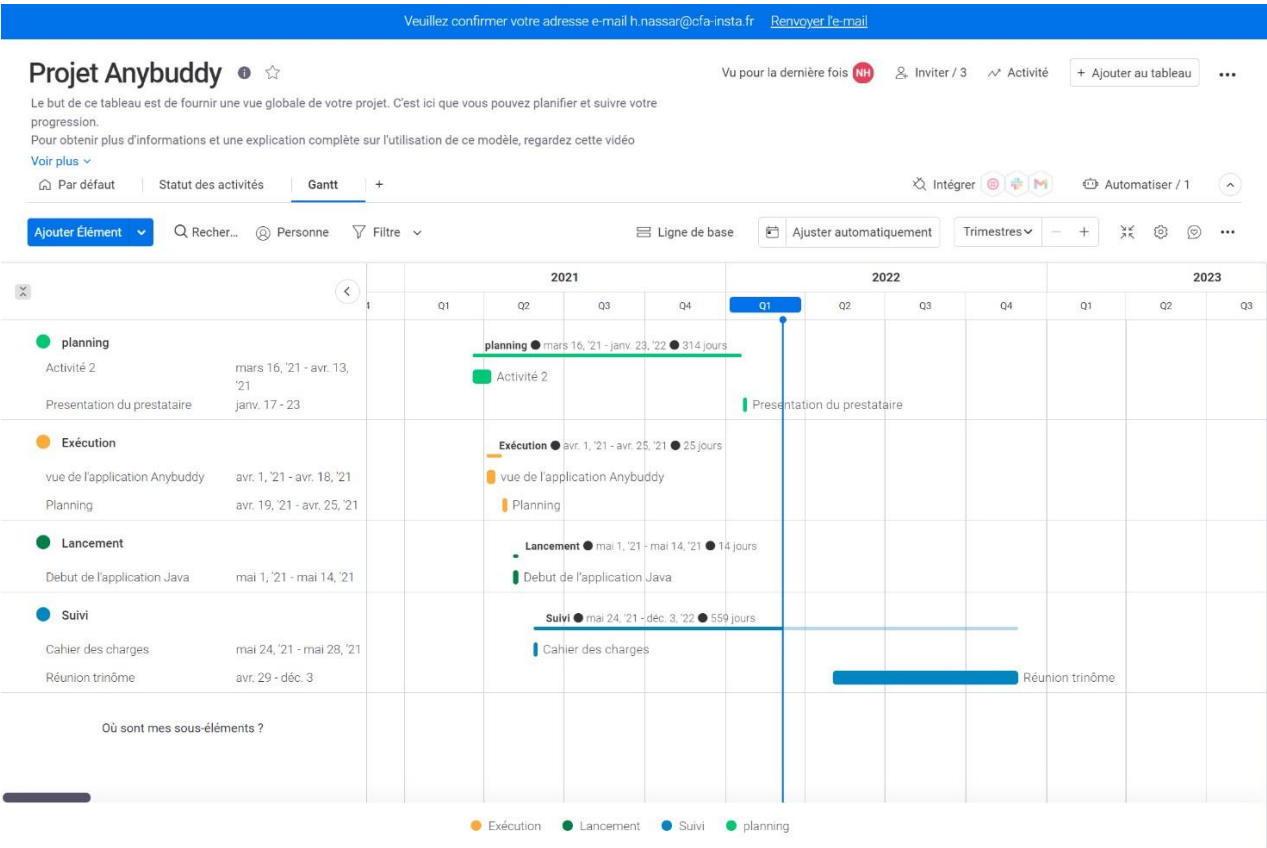 Veuillez confirmer votre adresse e-mail h.nassar@cfa-insta.fr Renvoyer l'e-mail
Projet Anybuddy
Vu pour la dernière fois NH Inviter / 3 Activité + Ajouter au tableau
Le but de ce tableau est de fournir une vue globale de votre projet. C'est ici que vous pouvez planifier et suivre votre
progression.
Pour obtenir plus d'informations et une explication complète sur l'utilisation de ce modèle, regardez cette vidéo
Voir plus
Par défaut Statut des activités Gantt +
Intégrer Automatiser / 1
Ajouter Élément Recher... Personne Filtre Ligne de base Ajuster automatiquement Trimestres − +
2021 2022 2023
4 Q1 Q2 Q3 Q4 Q1 Q2 Q3 Q4 Q1 Q2 Q3
planning
planning ● mars 16, '21 - janv. 23, '22 ● 314 jours
Activité 2 mars 16, '21 - avr. 13,
'21
Activité 2
Presentation du prestataire janv. 17 - 23
Presentation du prestataire
Exécution
Exécution ● avr. 1, '21 - avr. 25, '21 ● 25 jours
vue de l'application Anybuddy avr. 1, '21 - avr. 18, '21
vue de l'application Anybuddy
Planning avr. 19, '21 - avr. 25, '21
Planning
Lancement
Lancement ● mai 1, '21 - mai 14, '21 ● 14 jours
Debut de l'application Java mai 1, '21 - mai 14, '21
Debut de l'application Java
Suivi
Suivi ● mai 24, '21 - déc. 3, '22 ● 559 jours
Cahier des charges mai 24, '21 - mai 28, '21
Cahier des charges
Réunion trinôme avr. 29 - déc. 3
Réunion trinôme
Où sont mes sous-éléments ?
Exécution Lancement Suivi planning